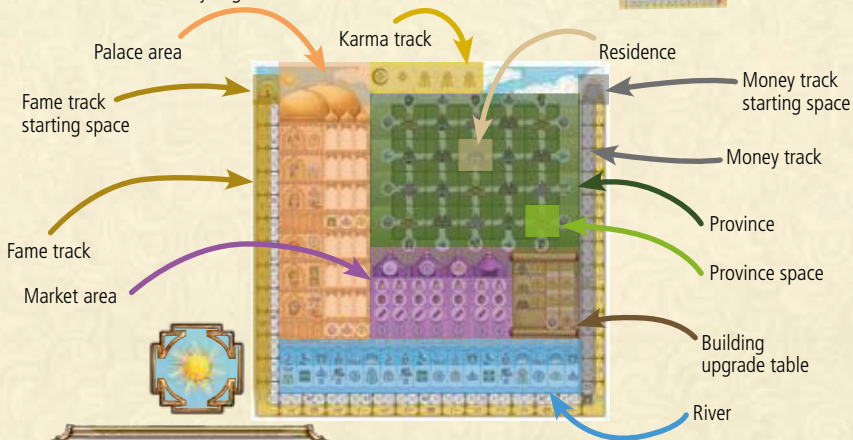 Palace area
Karma track
Residence
Fame track
starting space
Money track
starting space
Money track
Fame track
Province
Market area
Province space
Building
upgrade table
River